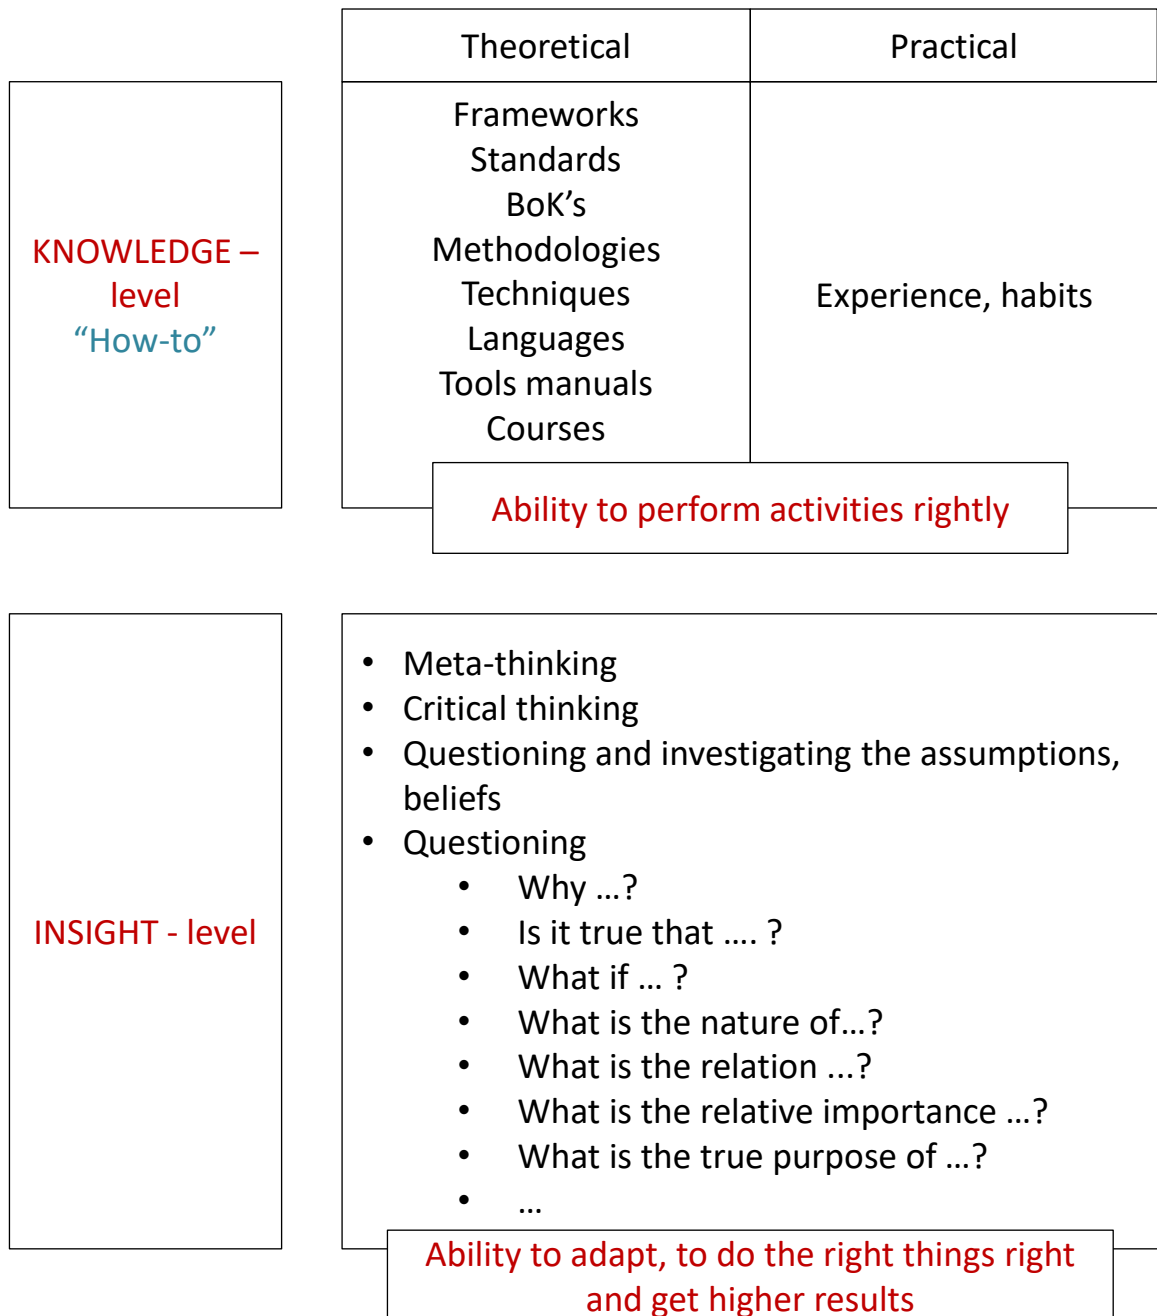 Theoretical
Practical
KNOWLEDGE –
level
“How-to”
Frameworks
Standards
BoK’s
Methodologies
Techniques
Languages
Tools manuals
Courses
Experience, habits
Ability to perform activities rightly
INSIGHT - level
• Meta-thinking
• Critical thinking
• Questioning and investigating the assumptions,
beliefs
• Questioning
• Why …?
• Is it true that …. ?
• What if … ?
• What is the nature of…?
• What is the relation ...?
• What is the relative importance …?
• What is the true purpose of …?
• …
Ability to adapt, to do the right things right
and get higher results